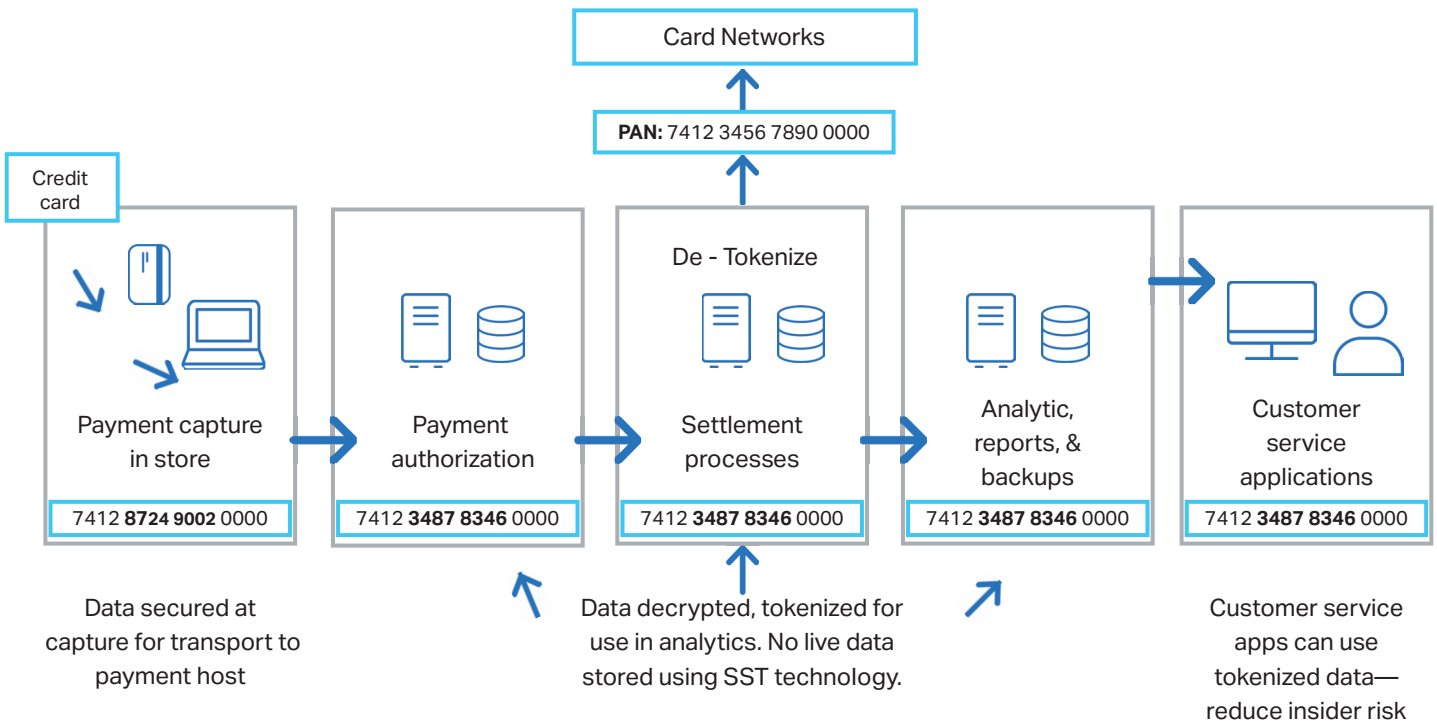 Card Networks
PAN: 7412 3456 7890 0000
Credit
card
De - Tokenize
Payment capture
in store
Payment
authorization
Settlement
processes
Analytic,
reports, &
backups
Customer
service
applications
7412 8724 9002 0000
7412 3487 8346 0000
7412 3487 8346 0000
7412 3487 8346 0000
7412 3487 8346 0000
Data secured at
capture for transport to
payment host
Data decrypted, tokenized for
use in analytics. No live data
stored using SST technology.
Customer service
apps can use
tokenized data—
reduce insider risk